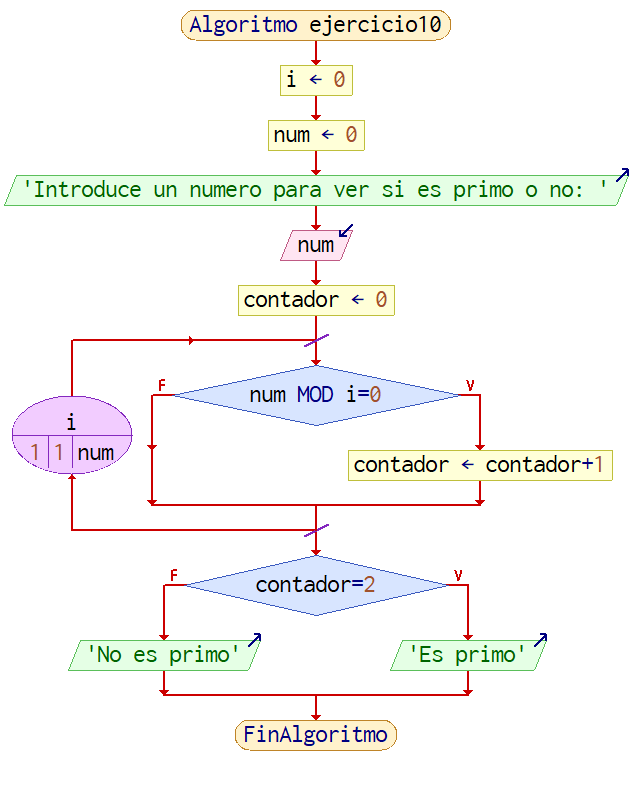 Algoritmo ejercicio10
i ← 0
num ← 0
'Introduce un numero para ver si es primo o no: '
num
contador ← 0
F
V
num MOD i=0
i
1 1 num
contador ← contador+1
F
V
contador=2
'No es primo'
'Es primo'
FinAlgoritmo